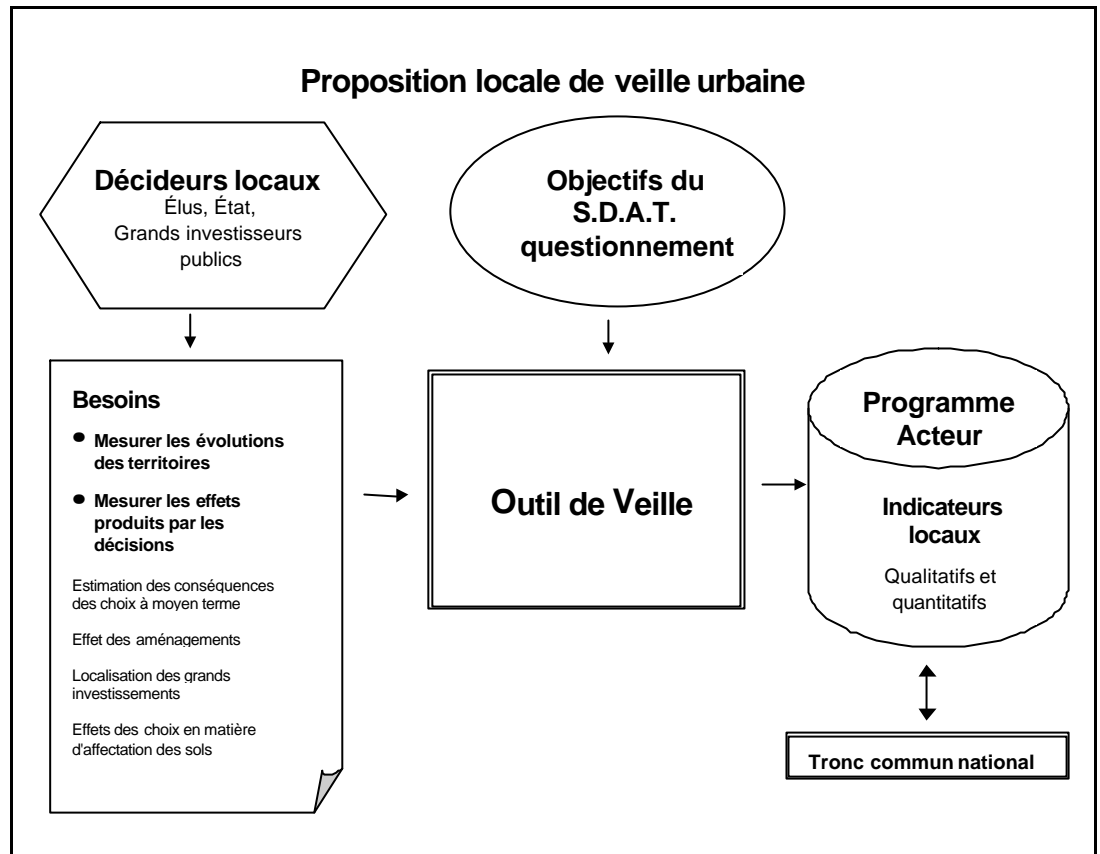 Proposition locale de veille urbaine
Décideurs locaux
Élus, État,
Grands investisseurs
publics
Objectifs du
S.D.A.T.
questionnement
Besoins
• Mesurer les évolutions
des territoires
• Mesurer les effets
produits par les
décisions
Estimation des conséquences
des choix à moyen terme
Effet des aménagements
Localisation des grands
investissements
Effets des choix en matière
d'affectation des sols
Outil de Veille
Programme
Acteur
Indicateurs
locaux
Qualitatifs et
quantitatifs
Tronc commun national